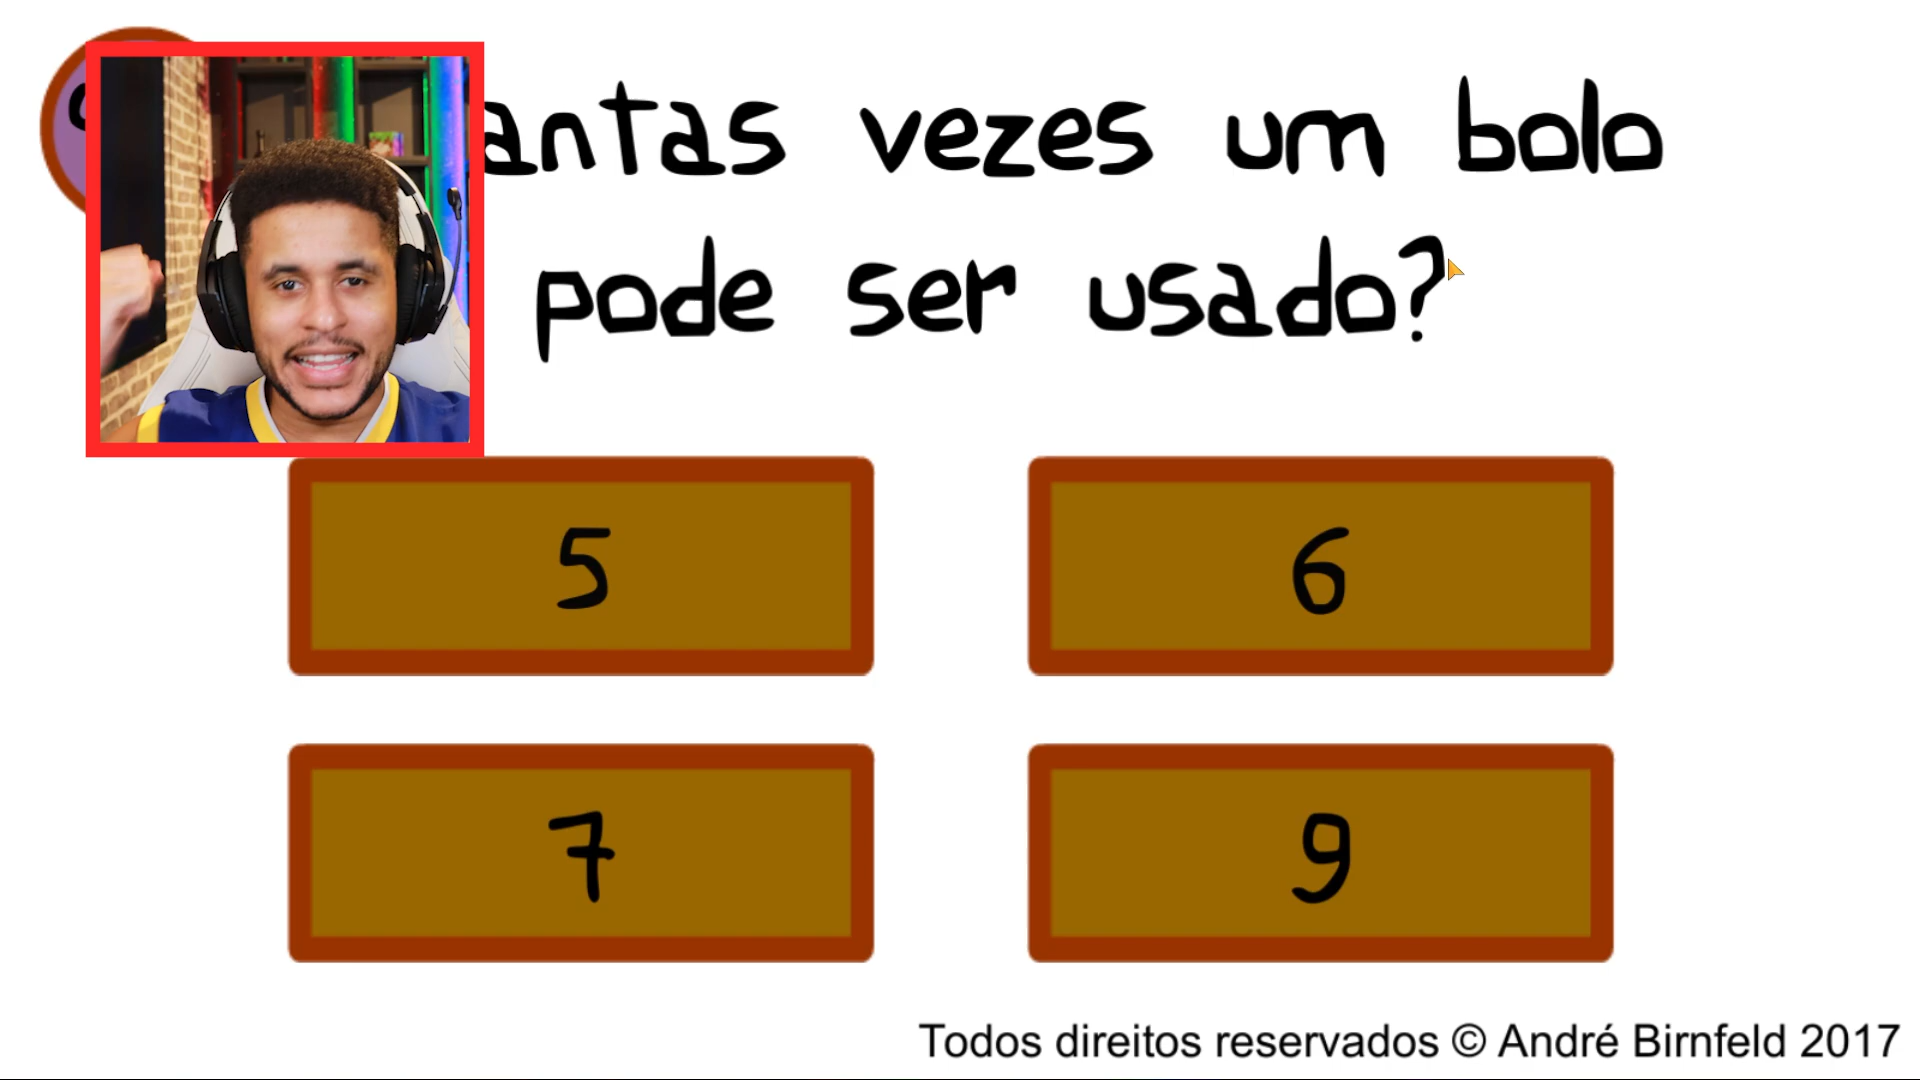 antas vezes um bolo
pode ser usado?
5
6
7
9
Todos direitos reservados © André Birnfeld 2017